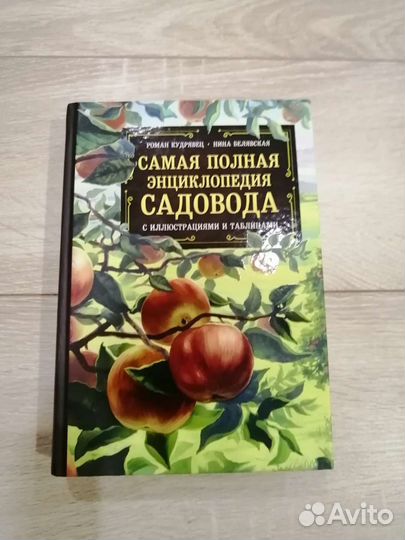 РОМАН КУДРЯВЕЦ • НИНА БЕЛЯВСКАЯ
САМАЯ ПОЛНАЯ
ЭНЦИКЛОПЕДИЯ
САДОВОДА
С ИЛЛЮСТРАЦИЯМИ И ТАБЛИЦАМИ
Avito